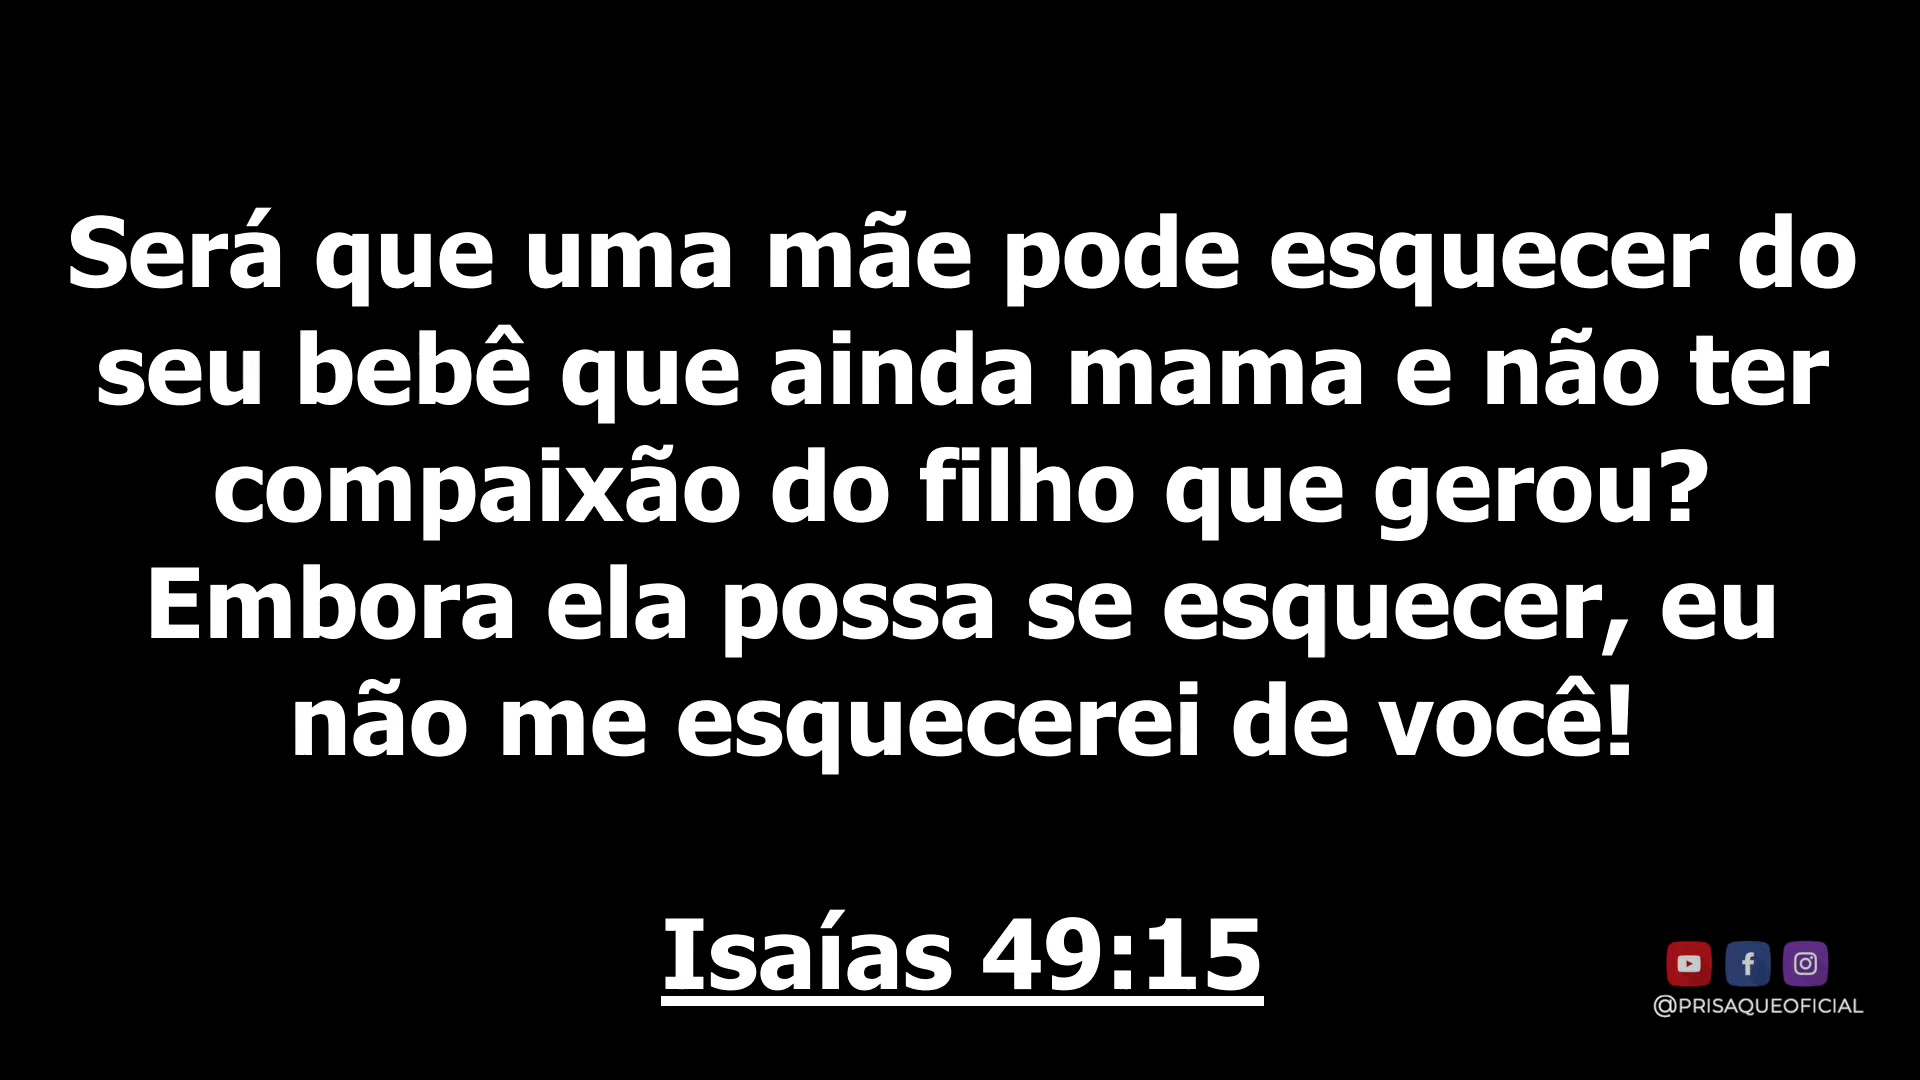 Será que uma mãe pode esquecer do
seu bebê que ainda mama e não ter
compaixão do filho que gerou?
Embora ela possa se esquecer, eu
não me esquecerei de você!
Isaías 49:15
@PRISAQUEOFICIAL